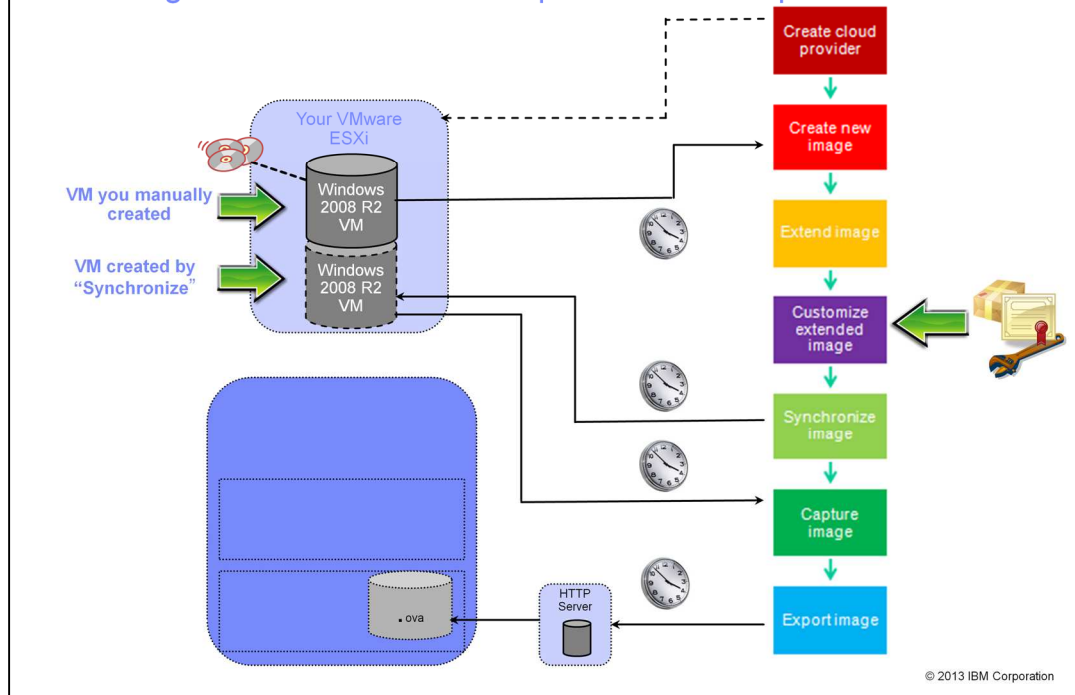 Create cloud
provider
Your VMware
ESXi
Create new
image
Windows
2008 R2
VM
VM you manually
created
Extend image
VM created by
“Synchronize”
Windows
2008 R2
VM
Customize
extended
image
Synchronize
image
Capture
image
HTTP
Server
.ova
Export image
© 2013 IBM Corporation